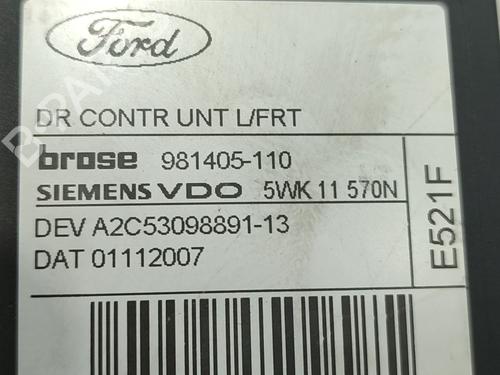 Ford
DR CONTR UNT L/FRT
brose 981405-110
SIEMENS VDO 5WK 11 570N
DEV A2C53098891-13
DAT 01112007
E521F